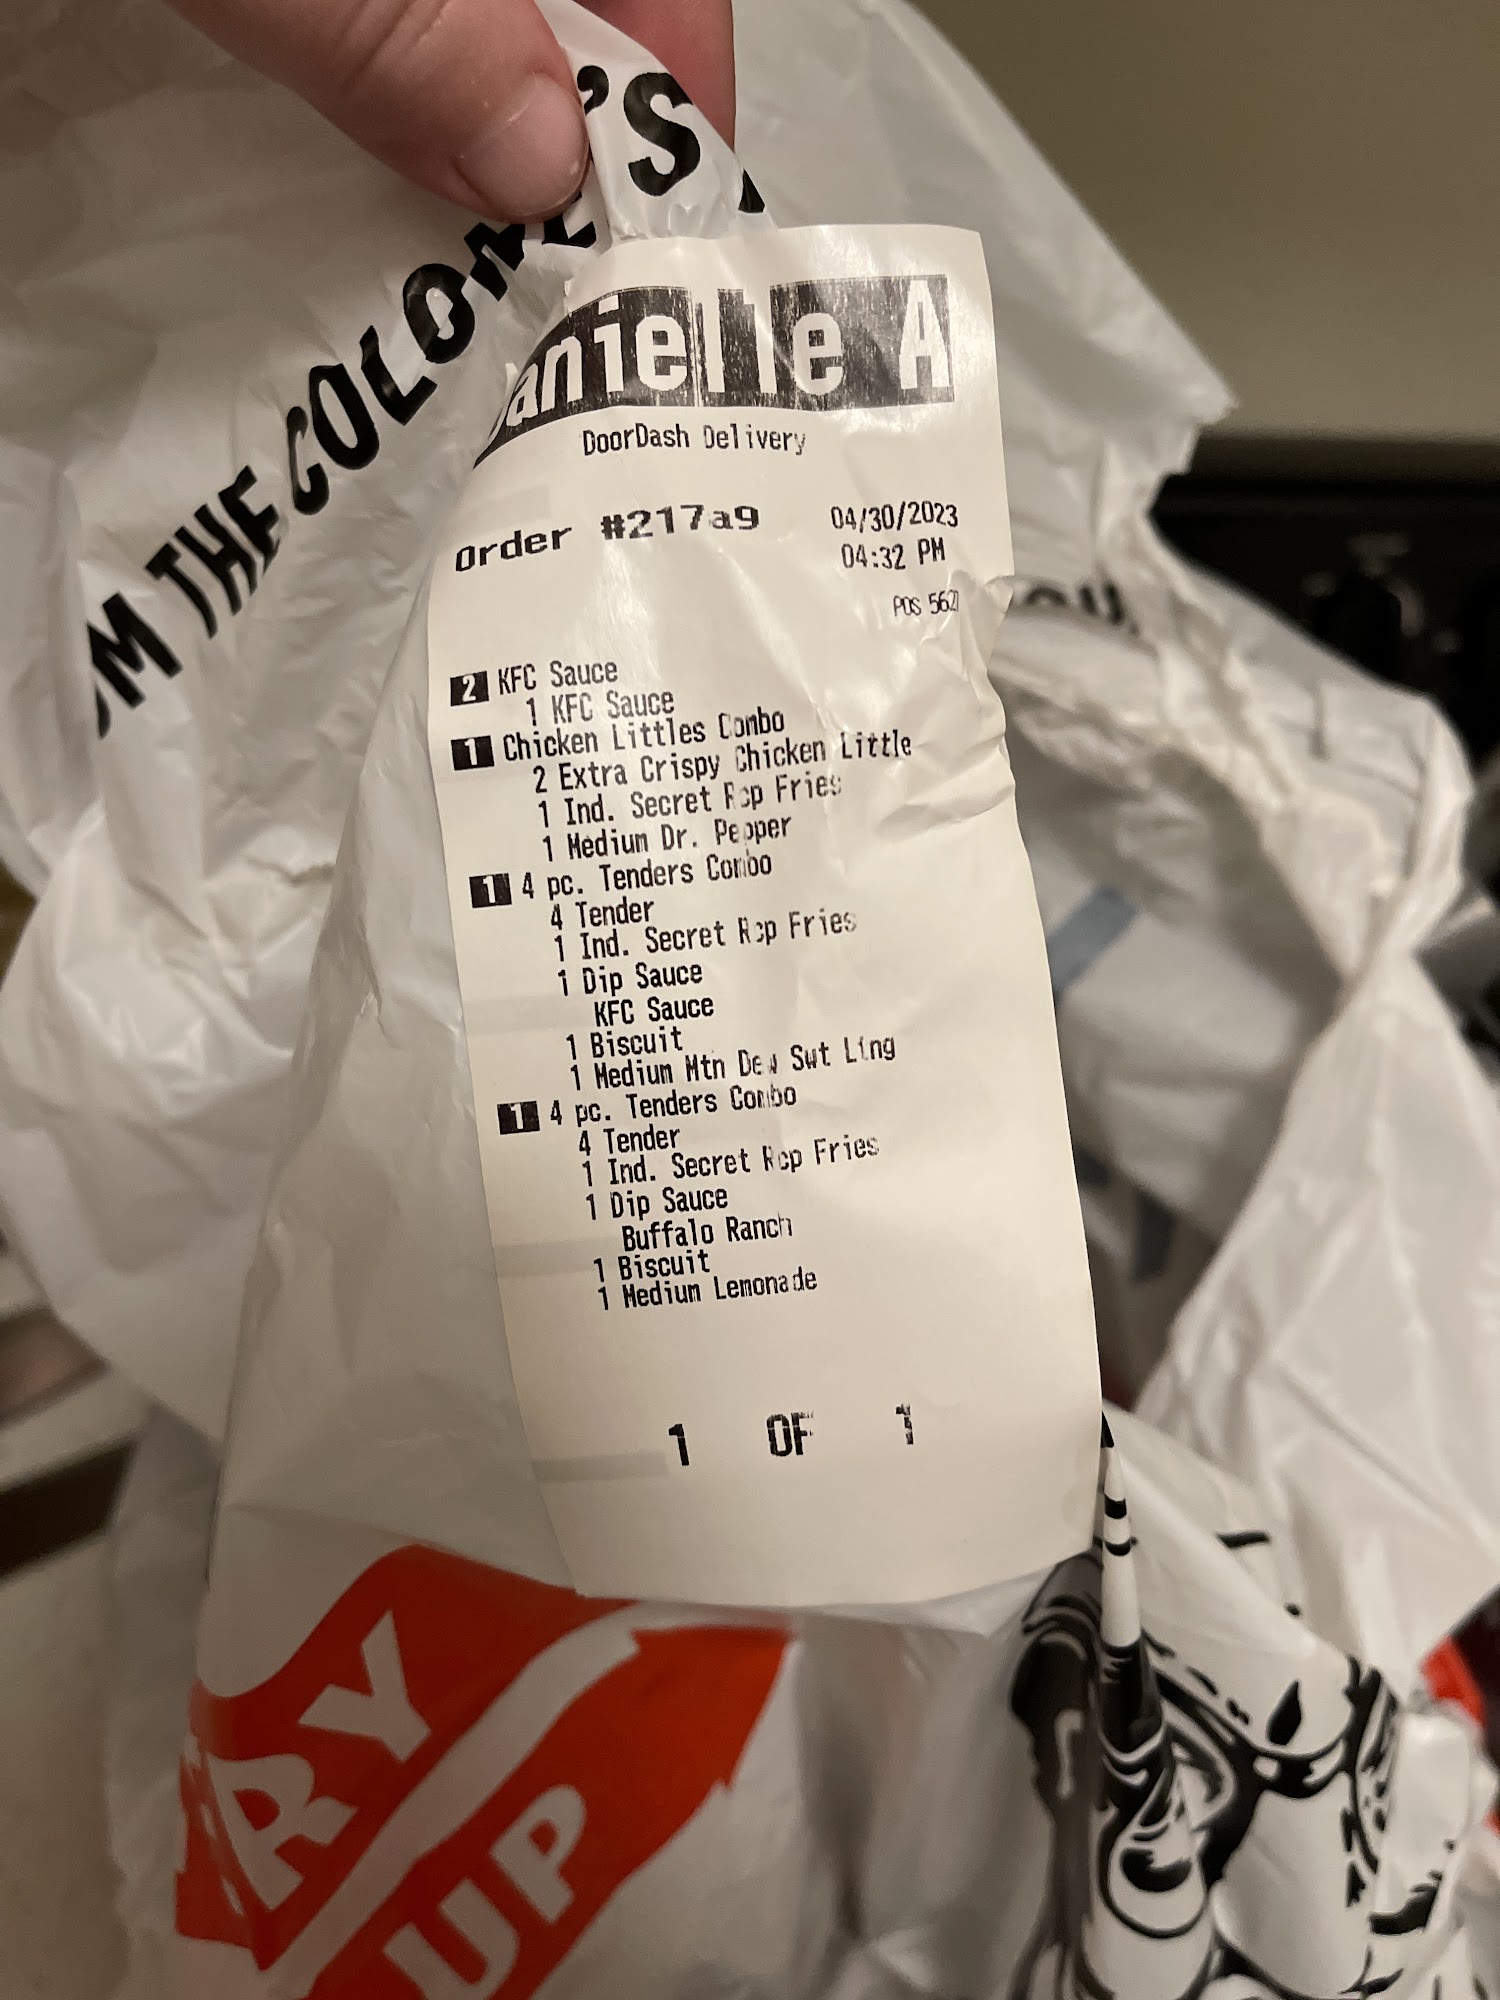 'S
OM THE COLONEL
Danielle A
DoorDash Delivery
Order #217a9
04/30/2023
04:32 PM
POS 5627
2 KFC Sauce
1 KFC Sauce
1 Chicken Littles Combo
2 Extra Crispy Chicken Little
1 Ind. Secret Rcp Fries
1 Medium Dr. Pepper
1 4 pc. Tenders Combo
4 Tender
1 Ind. Secret Rcp Fries
1 Dip Sauce
KFC Sauce
1 Biscuit
1 Medium Mtn Dew Swt Ling
1 4 pc. Tenders Combo
4 Tender
1 Ind. Secret Rcp Fries
1 Dip Sauce
Buffalo Ranch
1 Biscuit
1 Medium Lemonade
1 OF 1
RY
UP